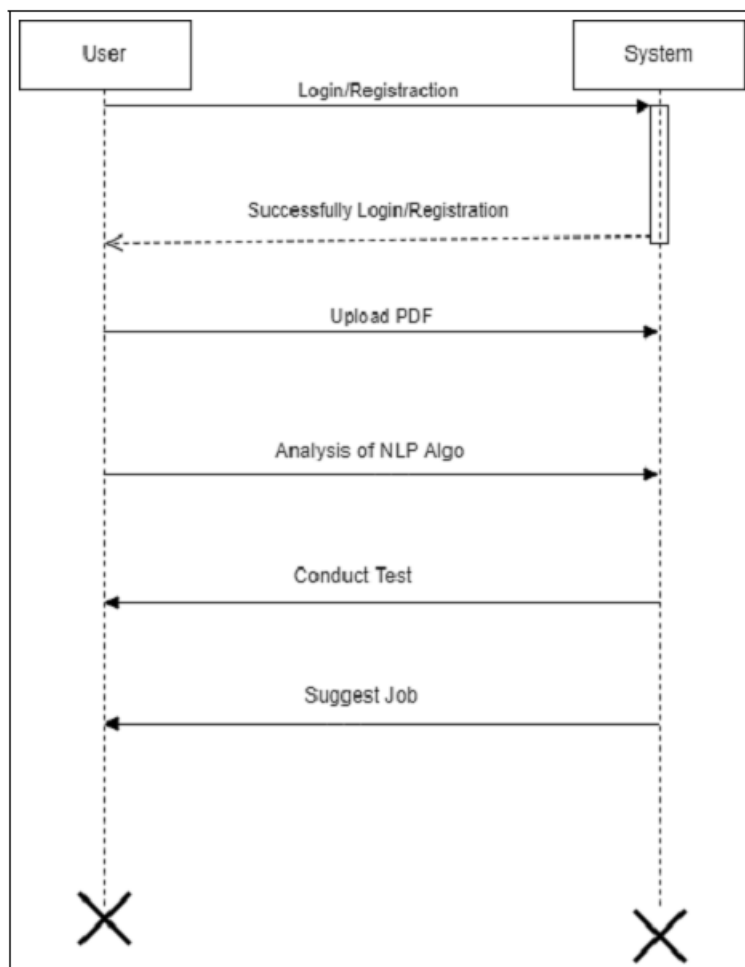 User
System
Login/Registraction
Successfully Login/Registration
Upload PDF
Analysis of NLP Algo
Conduct Test
Suggest Job